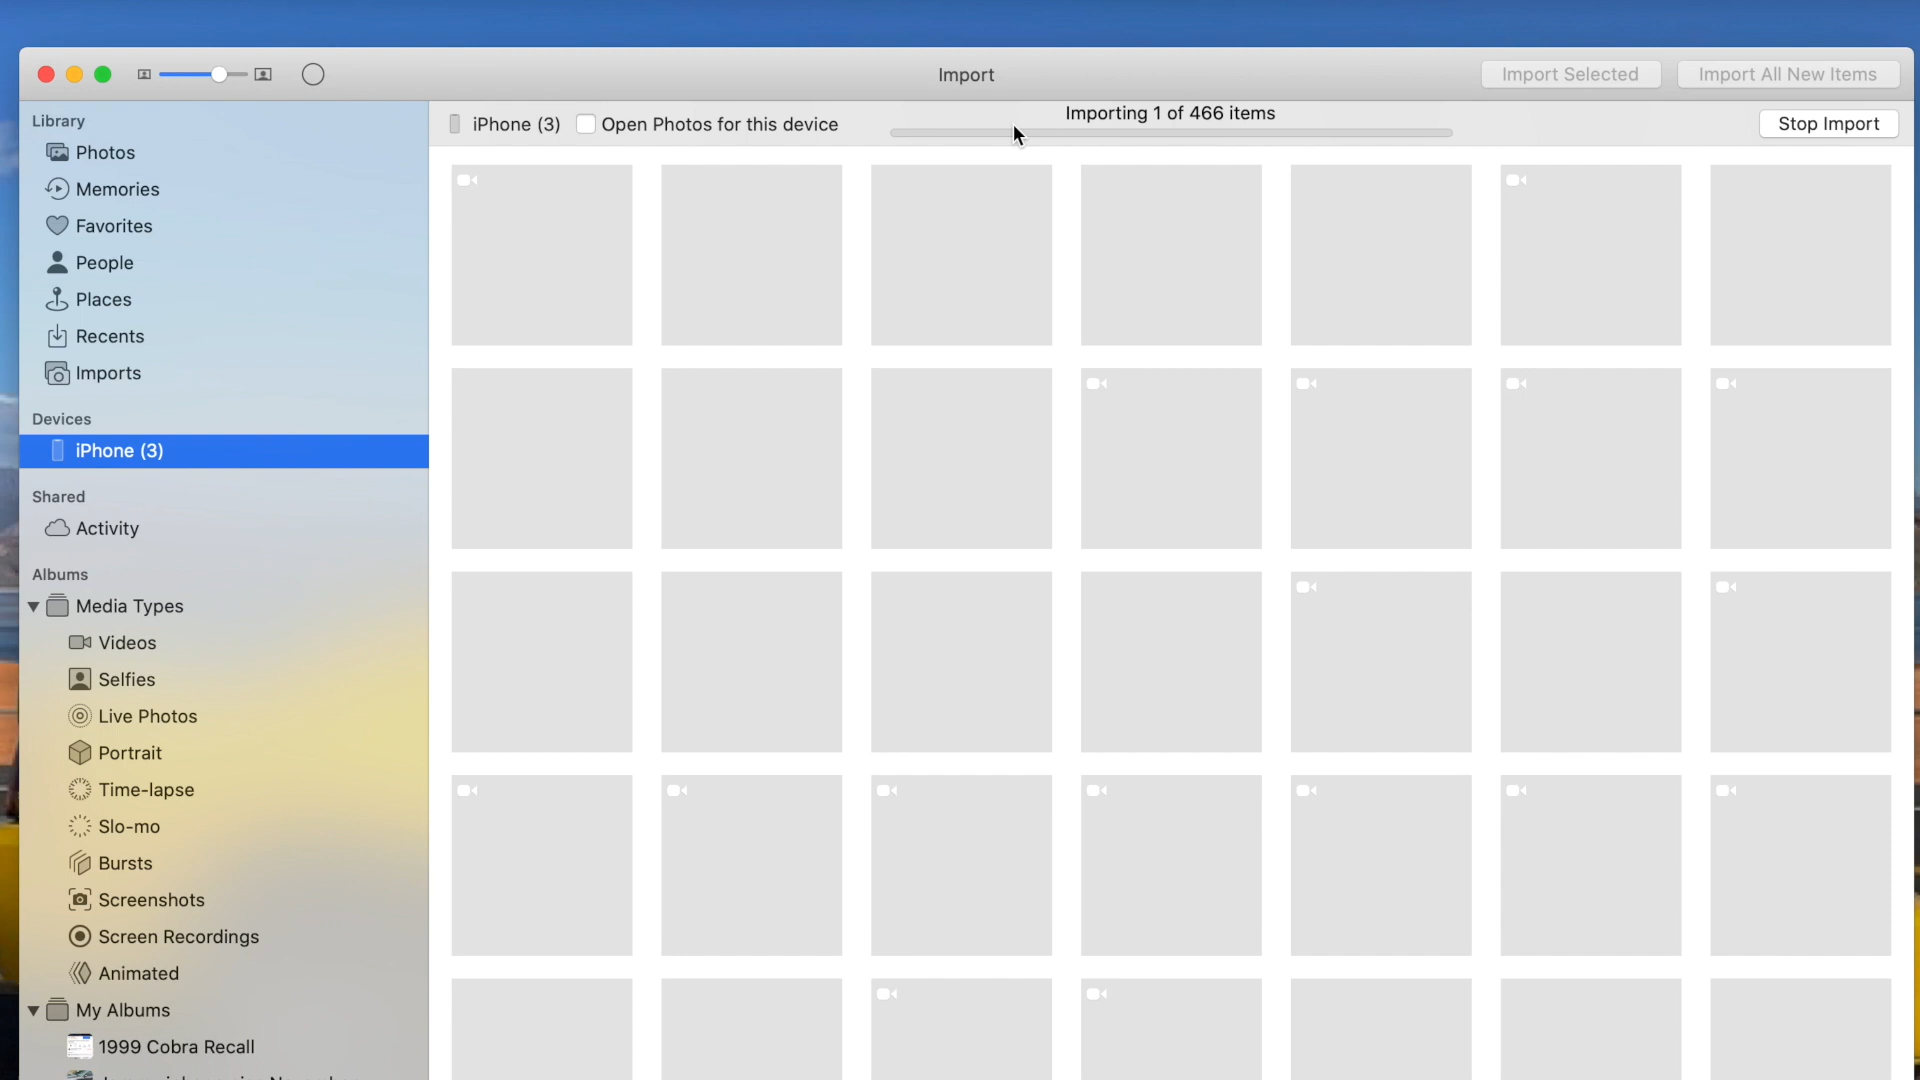 Import
Import Selected
Import All New Items
iPhone (3)
Open Photos for this device
Importing 1 of 466 items
Stop Import
Library
Photos
Memories
Favorites
People
Places
Recents
Imports
Devices
iPhone (3)
Shared
Activity
Albums
Media Types
Videos
Selfies
Live Photos
Portrait
Time-lapse
Slo-mo
Bursts
Screenshots
Screen Recordings
Animated
My Albums
1999 Cobra Recall